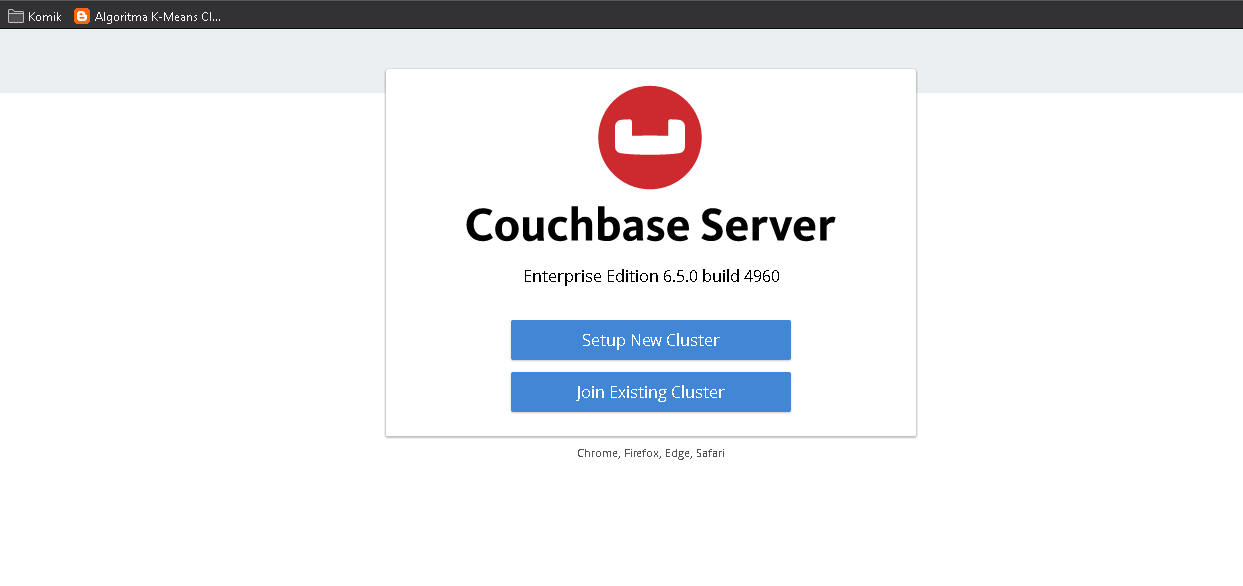 Komik Algoritma K-Means Cl...
Couchbase Server
Enterprise Edition 6.5.0 build 4960
Setup New Cluster
Join Existing Cluster
Chrome, Firefox, Edge, Safari